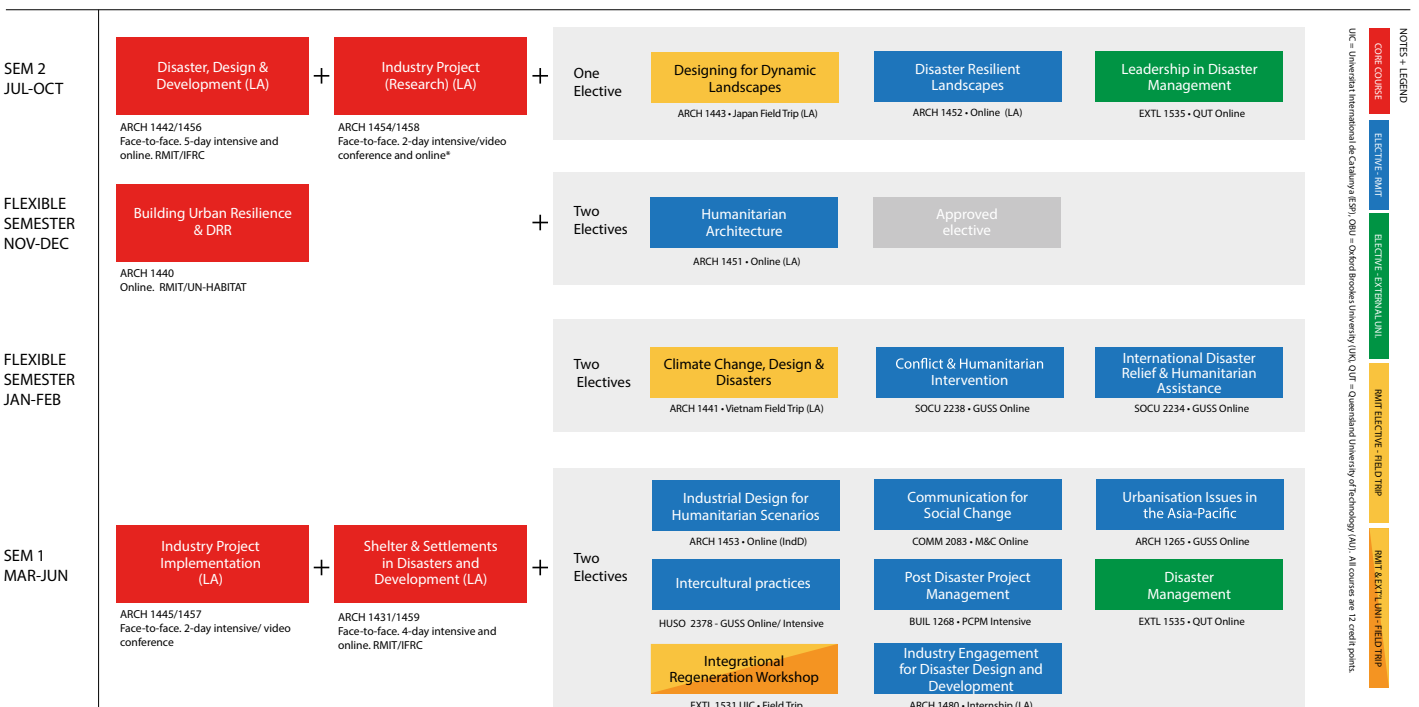 SEM 2
JUL-OCT
Disaster, Design &
Development (LA)
+
Industry Project
(Research) (LA)
+
One
Elective
Designing for Dynamic
Landscapes
Disaster Resilient
Landscapes
Leadership in Disaster
Management
ARCH 1443 • Japan Field Trip (LA)
ARCH 1452 • Online (LA)
EXTL 1535 • QUT Online
ARCH 1442/1456
Face-to-face. 5-day intensive and
online. RMIT/IFRC
ARCH 1454/1458
Face-to-face. 2-day intensive/video
conference and online*
FLEXIBLE
SEMESTER
NOV-DEC
Building Urban Resilience
& DRR
+
Two
Electives
Humanitarian
Architecture
Approved
elective
ARCH 1451 • Online (LA)
ARCH 1440
Online. RMIT/UN-HABITAT
FLEXIBLE
SEMESTER
JAN-FEB
Two
Electives
Climate Change, Design &
Disasters
Conflict & Humanitarian
Intervention
International Disaster
Relief & Humanitarian
Assistance
ARCH 1441 • Vietnam Field Trip (LA)
SOCU 2238 • GUSS Online
SOCU 2234 • GUSS Online
SEM 1
MAR-JUN
Industry Project
Implementation
(LA)
+
Shelter & Settlements
in Disasters and
Development (LA)
+
Two
Electives
ARCH 1445/1457
Face-to-face. 2-day intensive/ video
conference
ARCH 1431/1459
Face-to-face. 4-day intensive and
online. RMIT/IFRC
Industrial Design for
Humanitarian Scenarios
Communication for
Social Change
Urbanisation Issues in
the Asia-Pacific
ARCH 1453 • Online (IndD)
COMM 2083 • M&C Online
ARCH 1265 • GUSS Online
Intercultural practices
Post Disaster Project
Management
Disaster
Management
HUSO 2378 - GUSS Online/ Intensive
BUIL 1268 • PCPM Intensive
EXTL 1535 • QUT Online
Integrational
Regeneration Workshop
Industry Engagement
for Disaster Design and
Development
EXTL 1531 UIC • Field Trip
ARCH 1480 • Internship (LA)
NOTES + LEGEND
CORE COURSE
ELECTIVE - RMIT
ELECTIVE - EXTERNAL UNI.
RMIT ELECTIVE - FIELD TRIP
RMIT & EXT'L UNI - FIELD TRIP
UIC = Universitat International de Catalunya (ESP), OBU = Oxford Brookes University (UK), QUT = Queensland University of Technology (AU). All courses are 12 credit points.